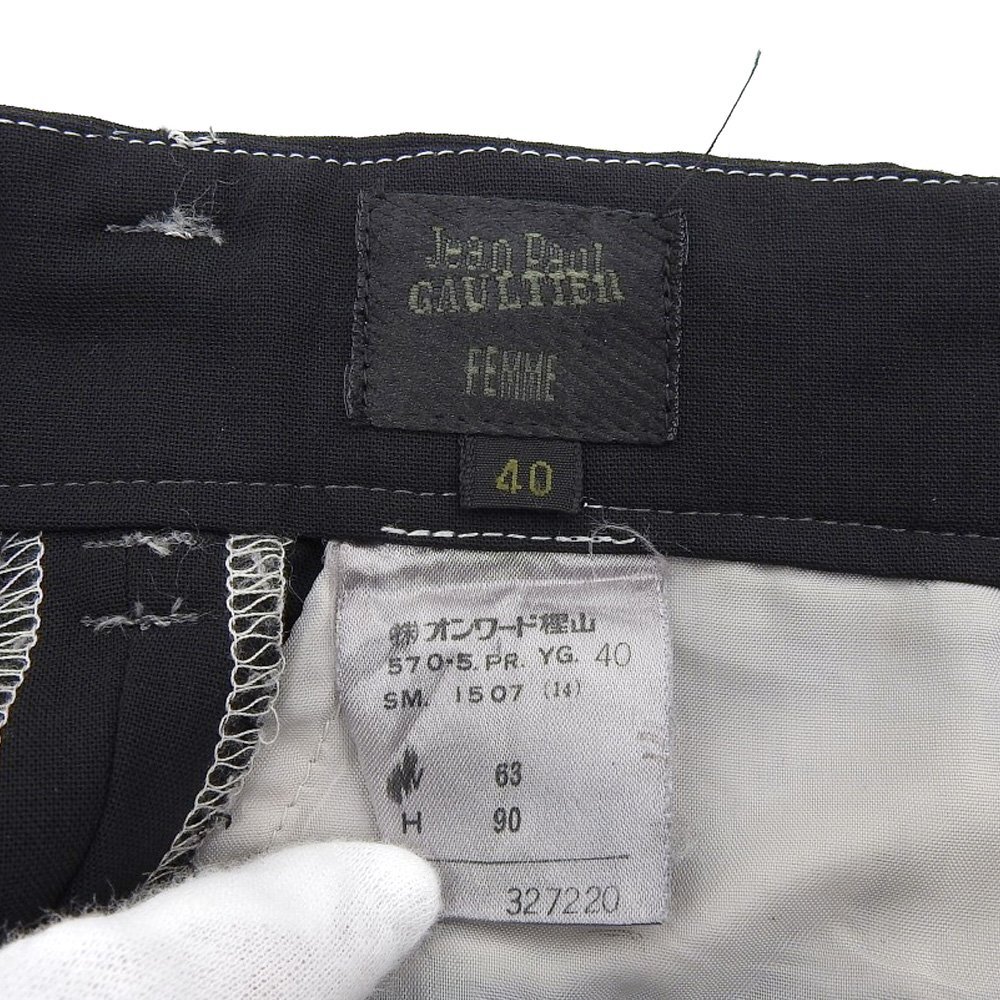 Jean Paul
GAULTIER
FEMME
40
㈱オンワード樫山
570-5. PR. YG. 40
SM. 1507 (14)
63
H 90
327220